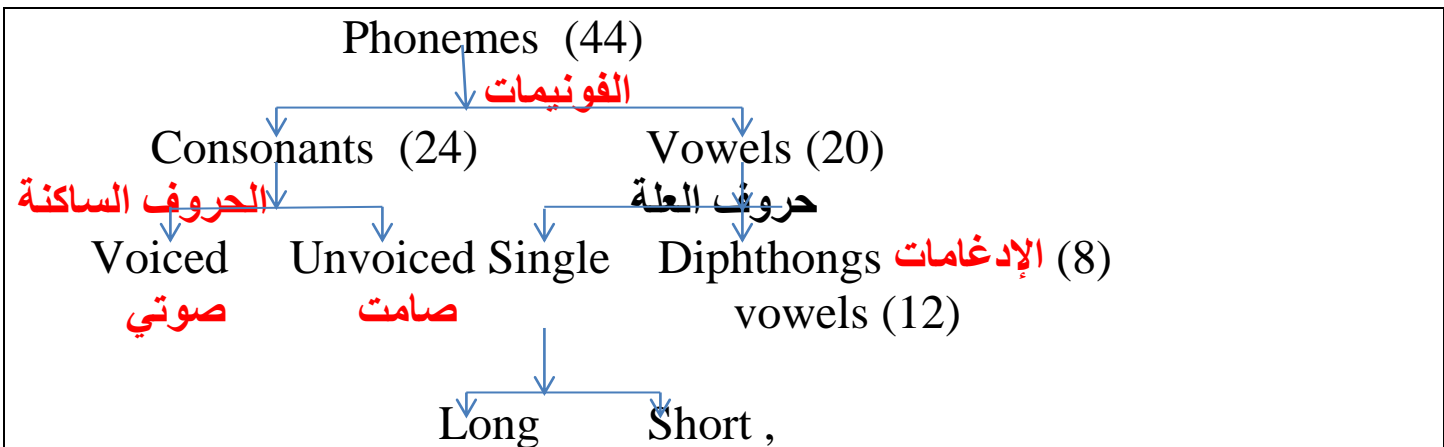 Phonemes (44)
الفونيمات
Consonants (24) Vowels (20)
الحروف الساكنة حروف العلة
Voiced Unvoiced Single Diphthongs الإدغامات (8)
صوتي صامت vowels (12)
Long Short ,